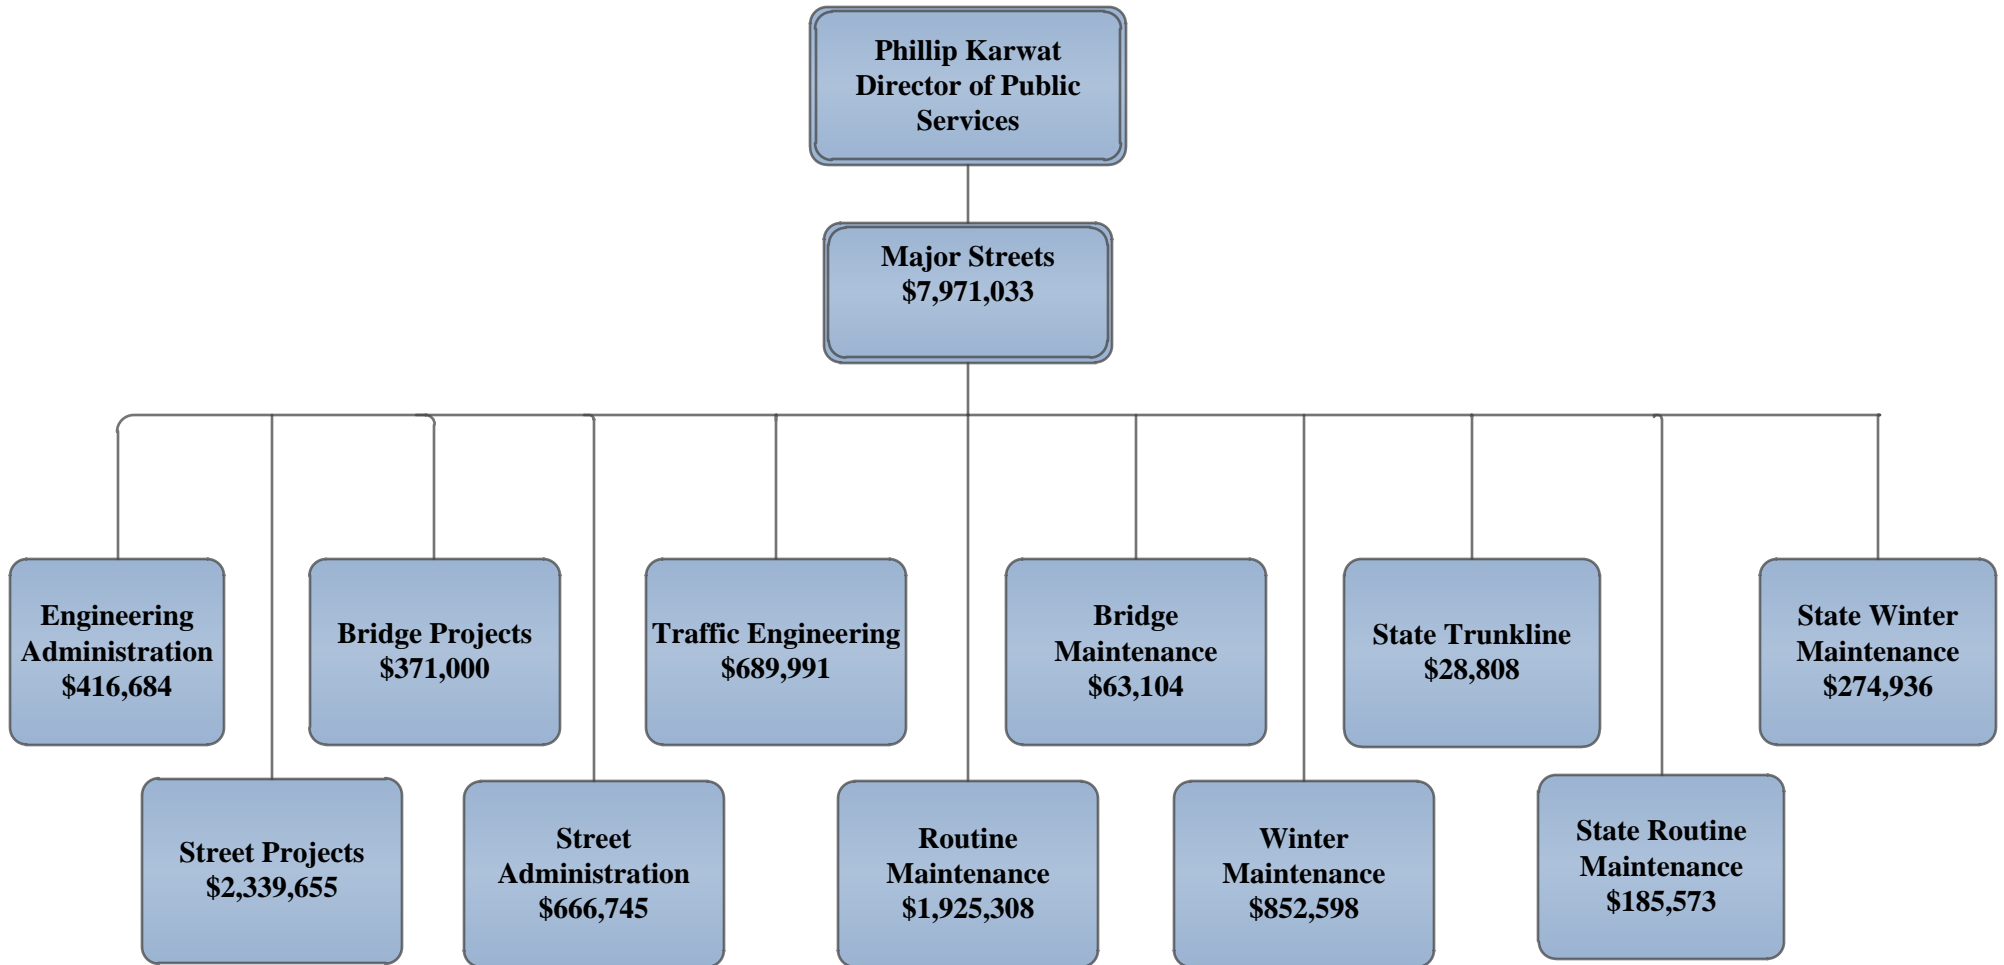 Phillip Karwat
Director of Public
Services
Major Streets
$7,971,033
Engineering
Administration
$416,684
Bridge Projects
$371,000
Traffic Engineering
$689,991
Bridge
Maintenance
$63,104
State Trunkline
$28,808
State Winter
Maintenance
$274,936
Street Projects
$2,339,655
Street
Administration
$666,745
Routine
Maintenance
$1,925,308
Winter
Maintenance
$852,598
State Routine
Maintenance
$185,573